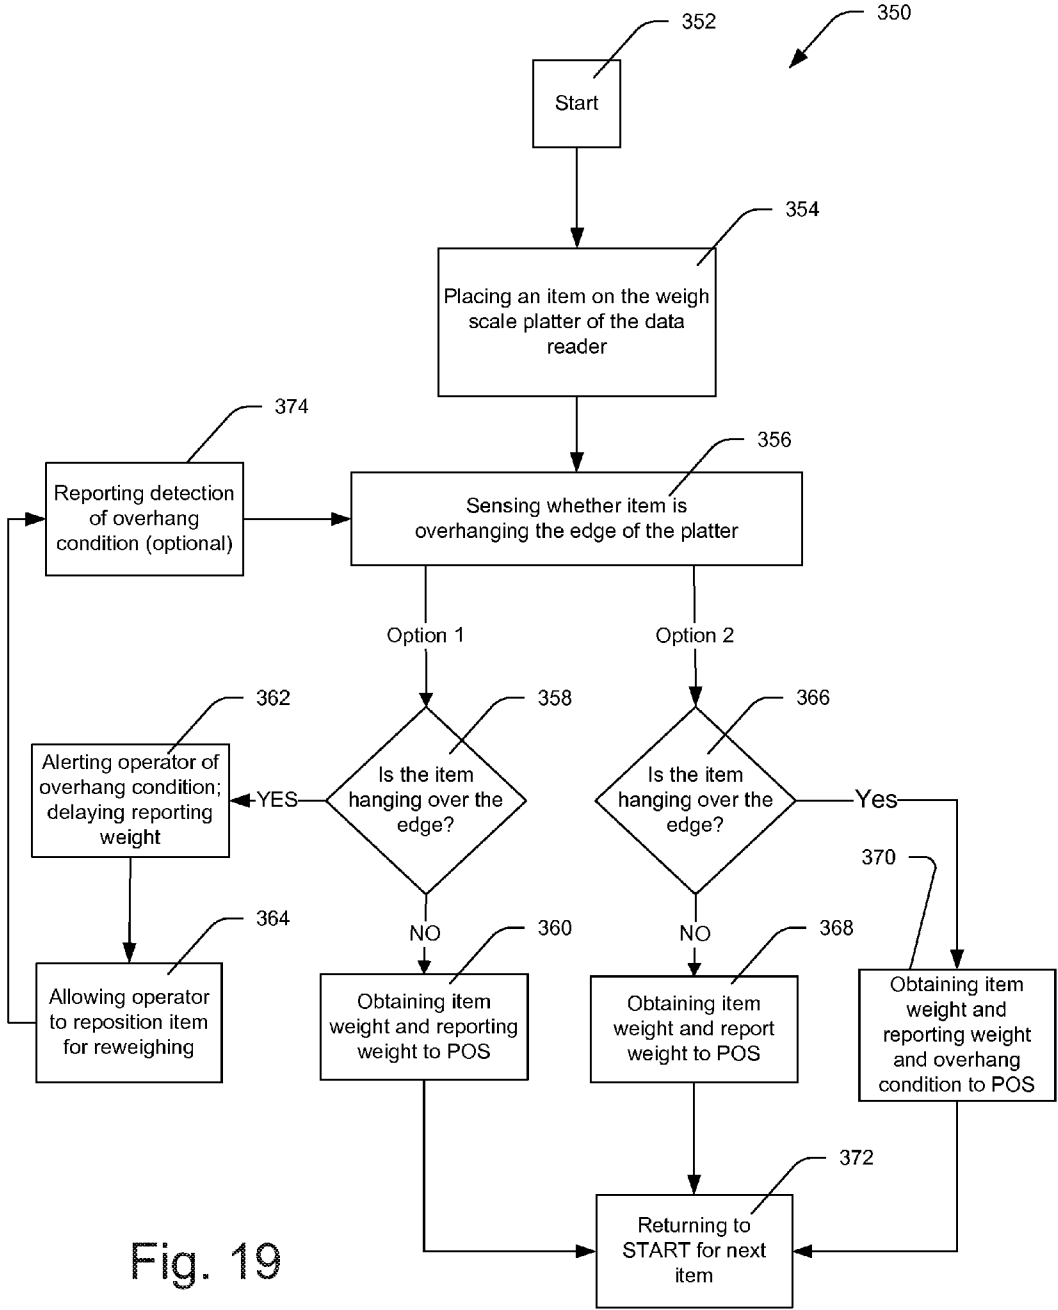 352
350
Start
354
Placing an item on the weigh
scale platter of the data
reader
374
356
Reporting detection
of overhang
condition (optional)
Sensing whether item is
overhanging the edge of the platter
Option 1
Option 2
362
358
366
Alerting operator of
overhang condition;
delaying reporting
weight
YES
Is the item
hanging over the
edge?
Is the item
hanging over the
edge?
Yes
370
364
NO
360
NO
368
Allowing operator
to reposition item
for reweighing
Obtaining item
weight and reporting
weight to POS
Obtaining item
weight and report
weight to POS
Obtaining item
weight and
reporting weight
and overhang
condition to POS
372
Returning to
START for next
item
Fig. 19